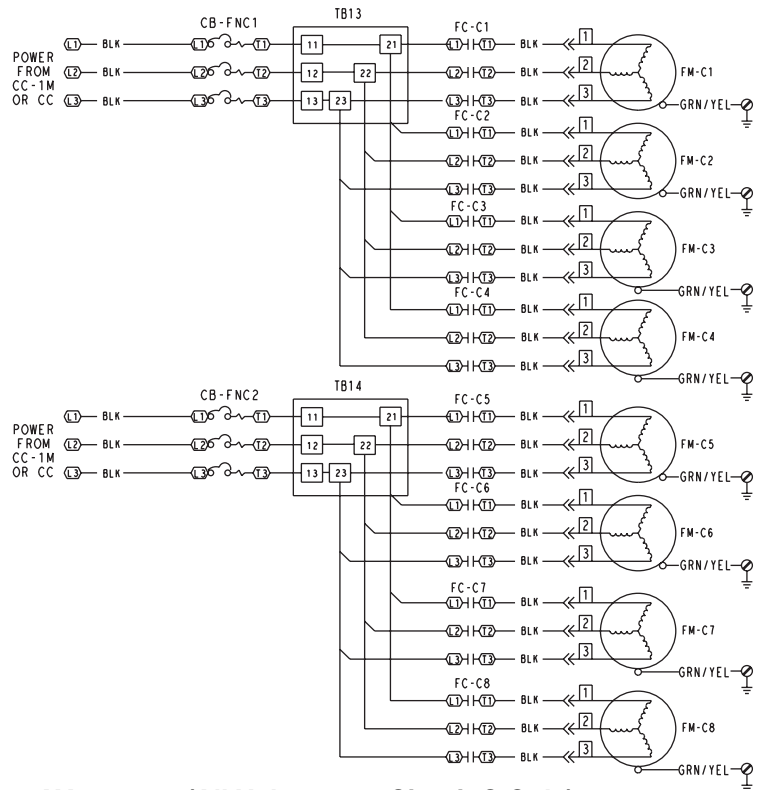 TB13
CB-FNC1 FC-C1
L1 BLK L1 T1 11 21 L1 T1 BLK 1
POWER
FROM
CC-1M
OR CC
L2 BLK L2 T2 12 22 L2 T2 BLK 2 FM-C1
L3 BLK L3 T3 13 23 L3 T3 BLK 3
GRN/YEL
FC-C2
L1 T1 BLK 1
L2 T2 BLK 2 FM-C2
L3 T3 BLK 3
GRN/YEL
FC-C3
L1 T1 BLK 1
L2 T2 BLK 2 FM-C3
L3 T3 BLK 3
GRN/YEL
FC-C4
L1 T1 BLK 1
L2 T2 BLK 2 FM-C4
L3 T3 BLK 3
GRN/YEL
TB14
CB-FNC2 FC-C5
L1 BLK L1 T1 11 21 L1 T1 BLK 1
POWER
FROM
CC-1M
OR CC
L2 BLK L2 T2 12 22 L2 T2 BLK 2 FM-C5
L3 BLK L3 T3 13 23 L3 T3 BLK 3
GRN/YEL
FC-C6
L1 T1 BLK 1
L2 T2 BLK 2 FM-C6
L3 T3 BLK 3
GRN/YEL
FC-C7
L1 T1 BLK 1
L2 T2 BLK 2 FM-C7
L3 T3 BLK 3
GRN/YEL
FC-C8
L1 T1 BLK 1
L2 T2 BLK 2 FM-C8
L3 T3 BLK 3
GRN/YEL